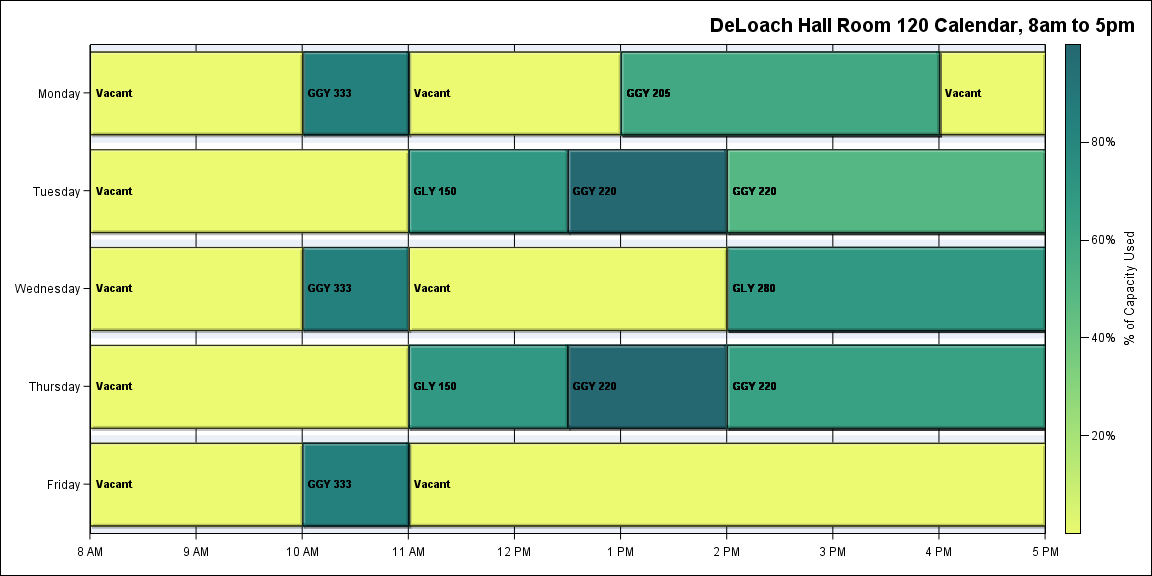 DeLoach Hall Room 120 Calendar, 8am to 5pm
Monday
Vacant
GGY 333
Vacant
GGY 205
Vacant
Tuesday
Vacant
GLY 150
GGY 220
GGY 220
Wednesday
Vacant
GGY 333
Vacant
GLY 280
Thursday
Vacant
GLY 150
GGY 220
GGY 220
Friday
Vacant
GGY 333
Vacant
8 AM
9 AM
10 AM
11 AM
12 PM
1 PM
2 PM
3 PM
4 PM
5 PM
80%
60%
40%
20%
% of Capacity Used